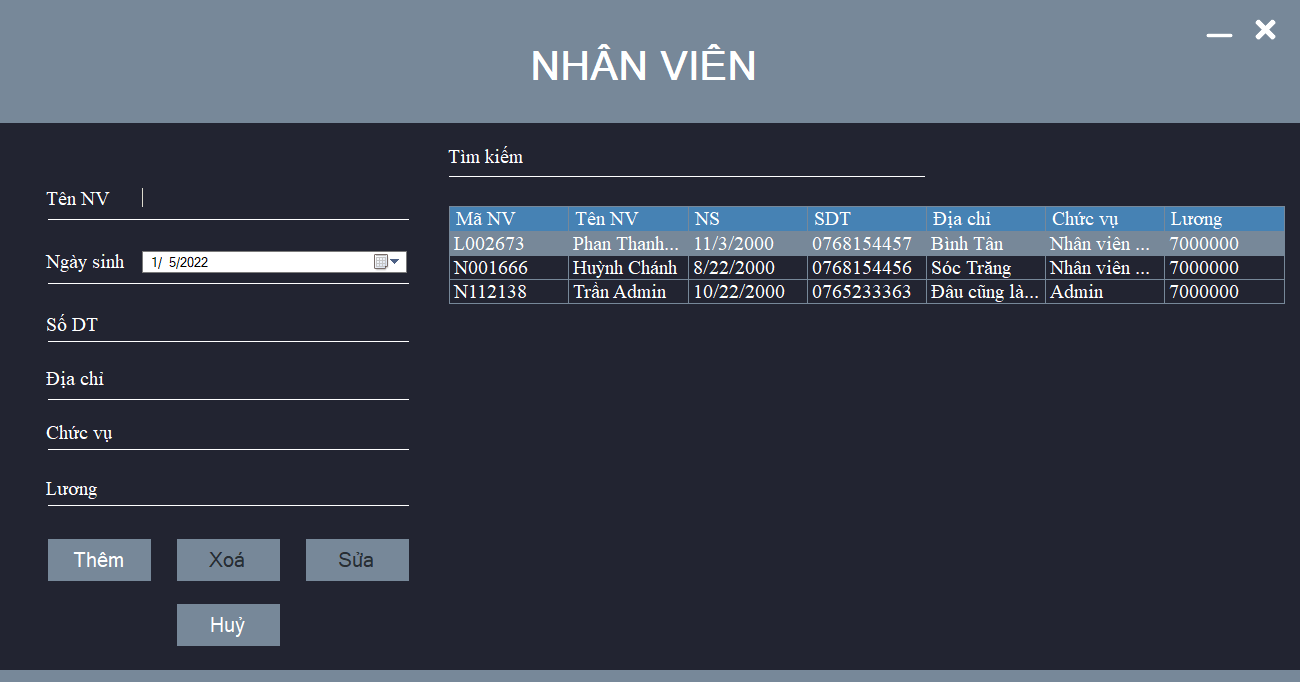 NHÂN VIÊN
Tên NV
Ngày sinh 1/ 5/2022
Số DT
Địa chỉ
Chức vụ
Lương
Thêm Xoá Sửa
Huỷ
Tìm kiếm
Mã NV Tên NV NS SDT Địa chỉ Chức vụ Lương
L002673 Phan Thanh... 11/3/2000 0768154457 Bình Tân Nhân viên ... 7000000
N001666 Huỳnh Chánh 8/22/2000 0768154456 Sóc Trăng Nhân viên ... 7000000
N112138 Trần Admin 10/22/2000 0765233363 Đâu cũng là... Admin 7000000